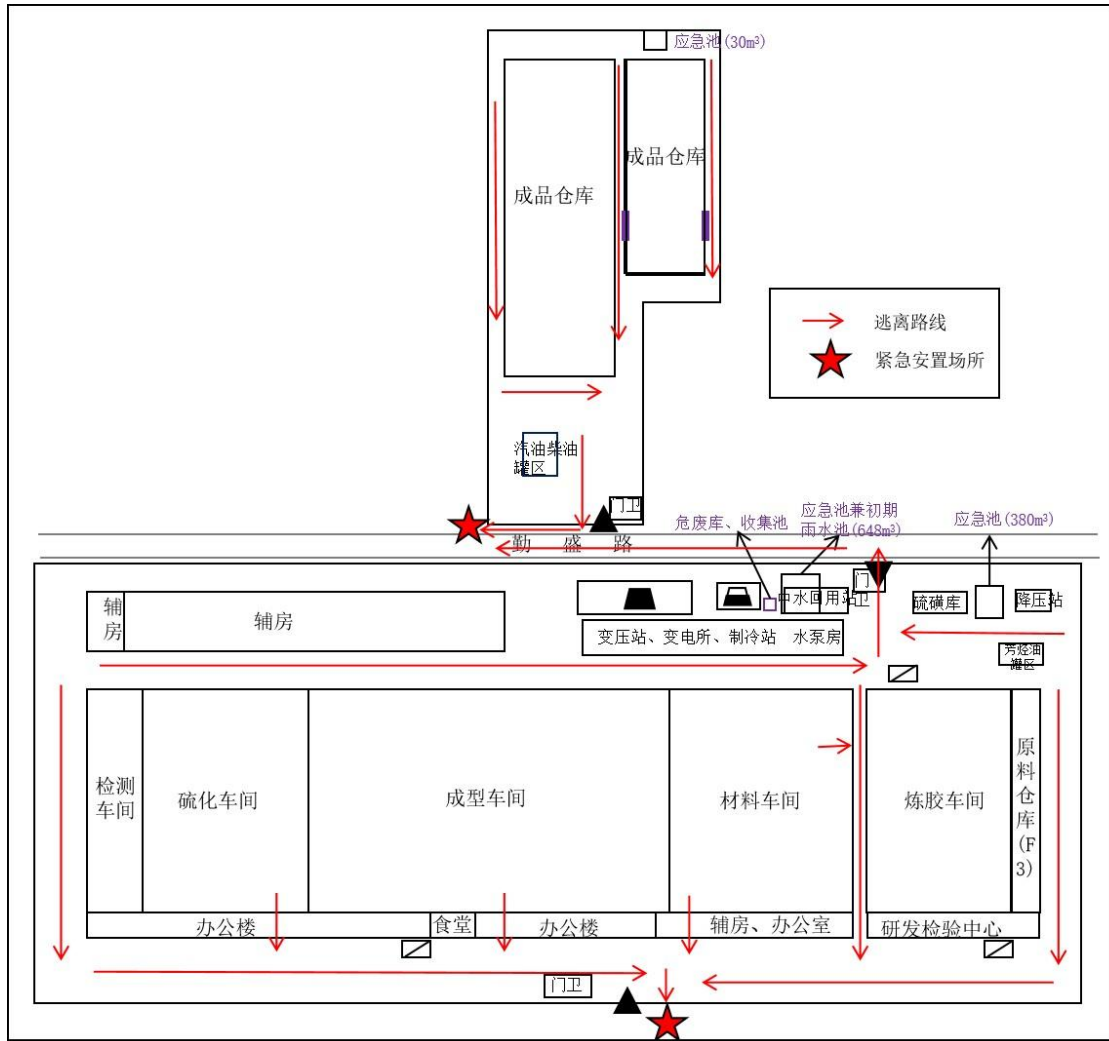 应急池(30m³)
成品仓库
成品仓库
逃离路线
紧急安置场所
汽油柴油
罐区
门卫
勤盛路
危废库、收集池
应急池兼初期
雨水池(648m³)
应急池(380m³)
辅房
辅房
中水回用站
门卫
硫磺库
降压站
变压站、变电所、制冷站 水泵房
芳烃油
罐区
检测
车间
硫化车间
成型车间
材料车间
炼胶车间
原料仓库(F3)
办公楼
食堂
办公楼
辅房、办公室
研发检验中心
门卫